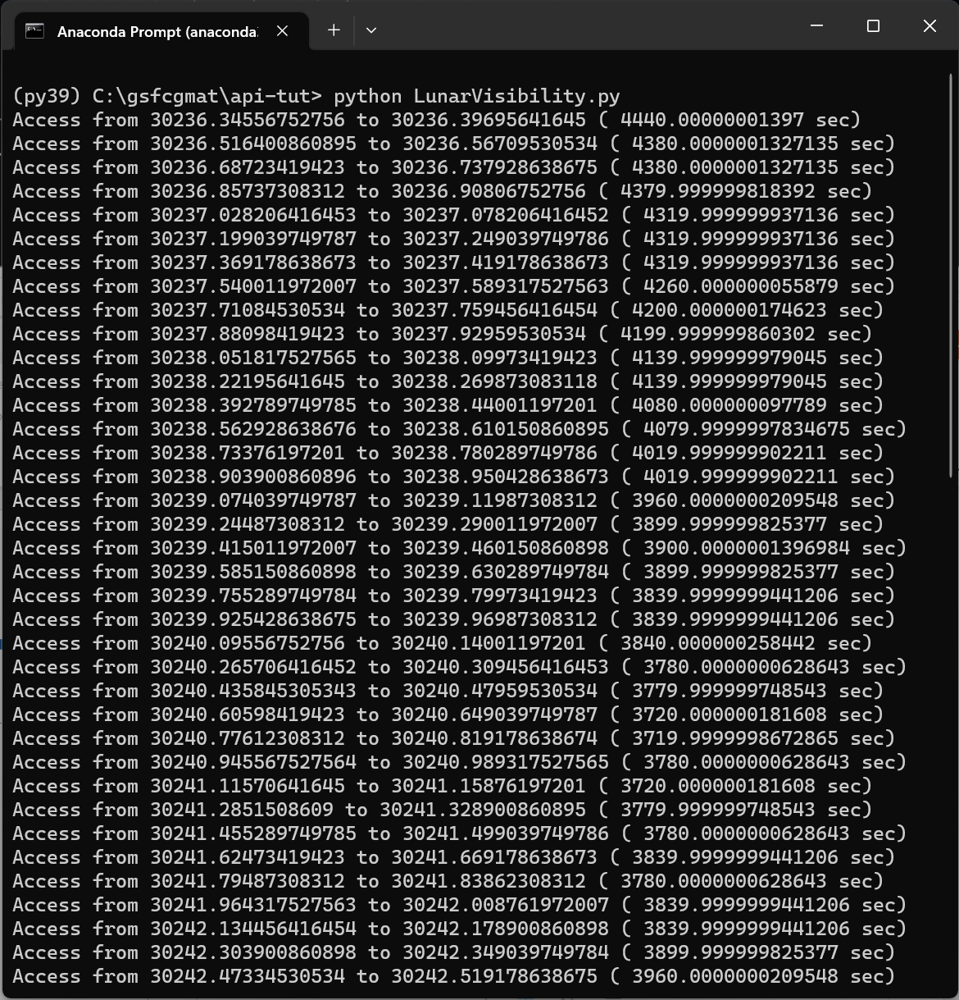 Anaconda Prompt (anaconda
(py39) C:\gsfcgmat\api-tut> python LunarVisibility.py
Access from 30236.34556752756 to 30236.39695641645 ( 4440.00000001397 sec)
Access from 30236.516400860895 to 30236.56709530534 ( 4380.0000001327135 sec)
Access from 30236.68723419423 to 30236.737928638675 ( 4380.0000001327135 sec)
Access from 30236.85737308312 to 30236.90806752756 ( 4379.999999818392 sec)
Access from 30237.028206416453 to 30237.078206416452 ( 4319.999999937136 sec)
Access from 30237.199039749787 to 30237.249039749786 ( 4319.999999937136 sec)
Access from 30237.369178638673 to 30237.419178638673 ( 4319.999999937136 sec)
Access from 30237.540011972007 to 30237.589317527563 ( 4260.000000055879 sec)
Access from 30237.71084530534 to 30237.759456416454 ( 4200.000000174623 sec)
Access from 30237.88098419423 to 30237.92959530534 ( 4199.999999860302 sec)
Access from 30238.051817527565 to 30238.09973419423 ( 4139.999999979045 sec)
Access from 30238.22195641645 to 30238.269873083118 ( 4139.999999979045 sec)
Access from 30238.392789749785 to 30238.44001197201 ( 4080.000000097789 sec)
Access from 30238.562928638676 to 30238.610150860895 ( 4079.9999997834675 sec)
Access from 30238.73376197201 to 30238.780289749786 ( 4019.999999902211 sec)
Access from 30238.903900860896 to 30238.950428638673 ( 4019.999999902211 sec)
Access from 30239.074039749787 to 30239.11987308312 ( 3960.0000000209548 sec)
Access from 30239.24487308312 to 30239.290011972007 ( 3899.999999825377 sec)
Access from 30239.415011972007 to 30239.460150860898 ( 3900.0000001396984 sec)
Access from 30239.585150860898 to 30239.630289749784 ( 3899.999999825377 sec)
Access from 30239.755289749784 to 30239.79973419423 ( 3839.9999999441206 sec)
Access from 30239.925428638675 to 30239.96987308312 ( 3839.9999999441206 sec)
Access from 30240.09556752756 to 30240.14001197201 ( 3840.000000258442 sec)
Access from 30240.265706416452 to 30240.309456416453 ( 3780.0000000628643 sec)
Access from 30240.435845305343 to 30240.47959530534 ( 3779.999999748543 sec)
Access from 30240.60598419423 to 30240.649039749787 ( 3720.000000181608 sec)
Access from 30240.77612308312 to 30240.819178638674 ( 3719.9999998672865 sec)
Access from 30240.945567527564 to 30240.989317527565 ( 3780.0000000628643 sec)
Access from 30241.11570641645 to 30241.15876197201 ( 3720.000000181608 sec)
Access from 30241.2851508609 to 30241.328900860895 ( 3779.999999748543 sec)
Access from 30241.455289749785 to 30241.499039749786 ( 3780.0000000628643 sec)
Access from 30241.62473419423 to 30241.669178638673 ( 3839.9999999441206 sec)
Access from 30241.79487308312 to 30241.83862308312 ( 3780.0000000628643 sec)
Access from 30241.964317527563 to 30242.008761972007 ( 3839.9999999441206 sec)
Access from 30242.134456416454 to 30242.178900860898 ( 3839.9999999441206 sec)
Access from 30242.303900860898 to 30242.349039749784 ( 3899.999999825377 sec)
Access from 30242.47334530534 to 30242.519178638675 ( 3960.0000000209548 sec)